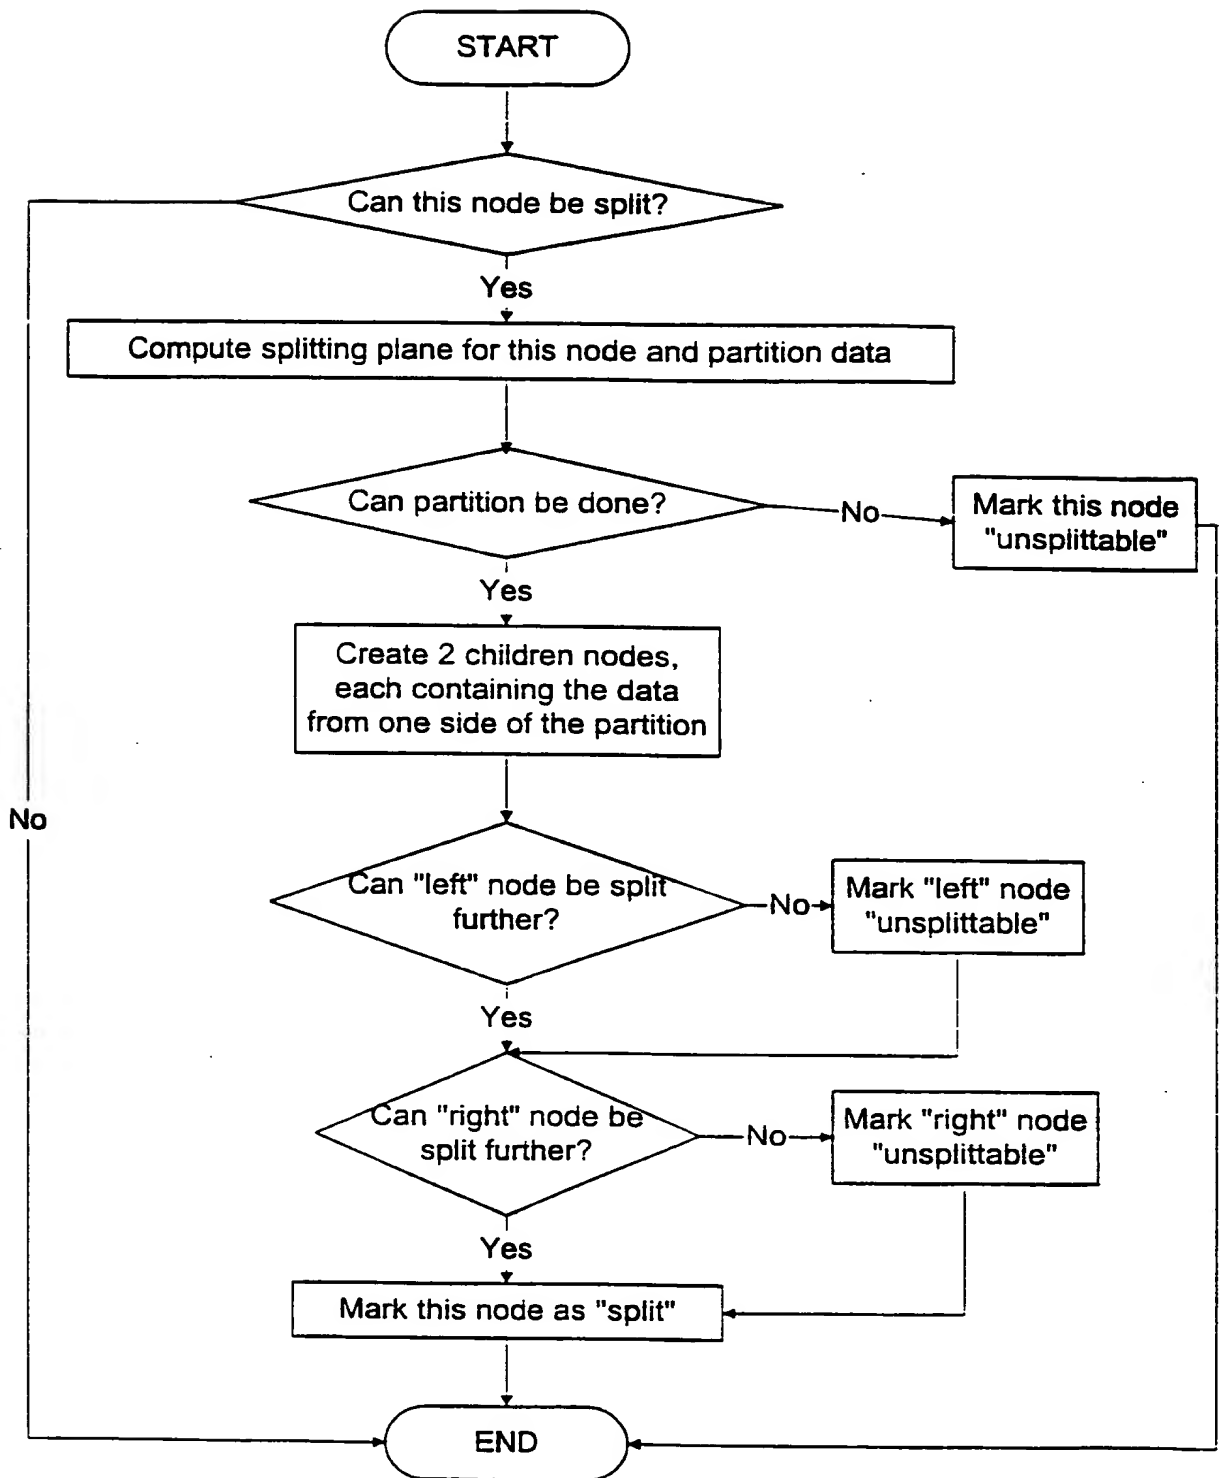 START
Can this node be split?
Yes
Compute splitting plane for this node and partition data
Can partition be done?
No
Mark this node
"unsplittable"
Yes
Create 2 children nodes,
each containing the data
from one side of the partition
No
Can "left" node be split
further?
No
Mark "left" node
"unsplittable"
Yes
Can "right" node be
split further?
No
Mark "right" node
"unsplittable"
Yes
Mark this node as "split"
END